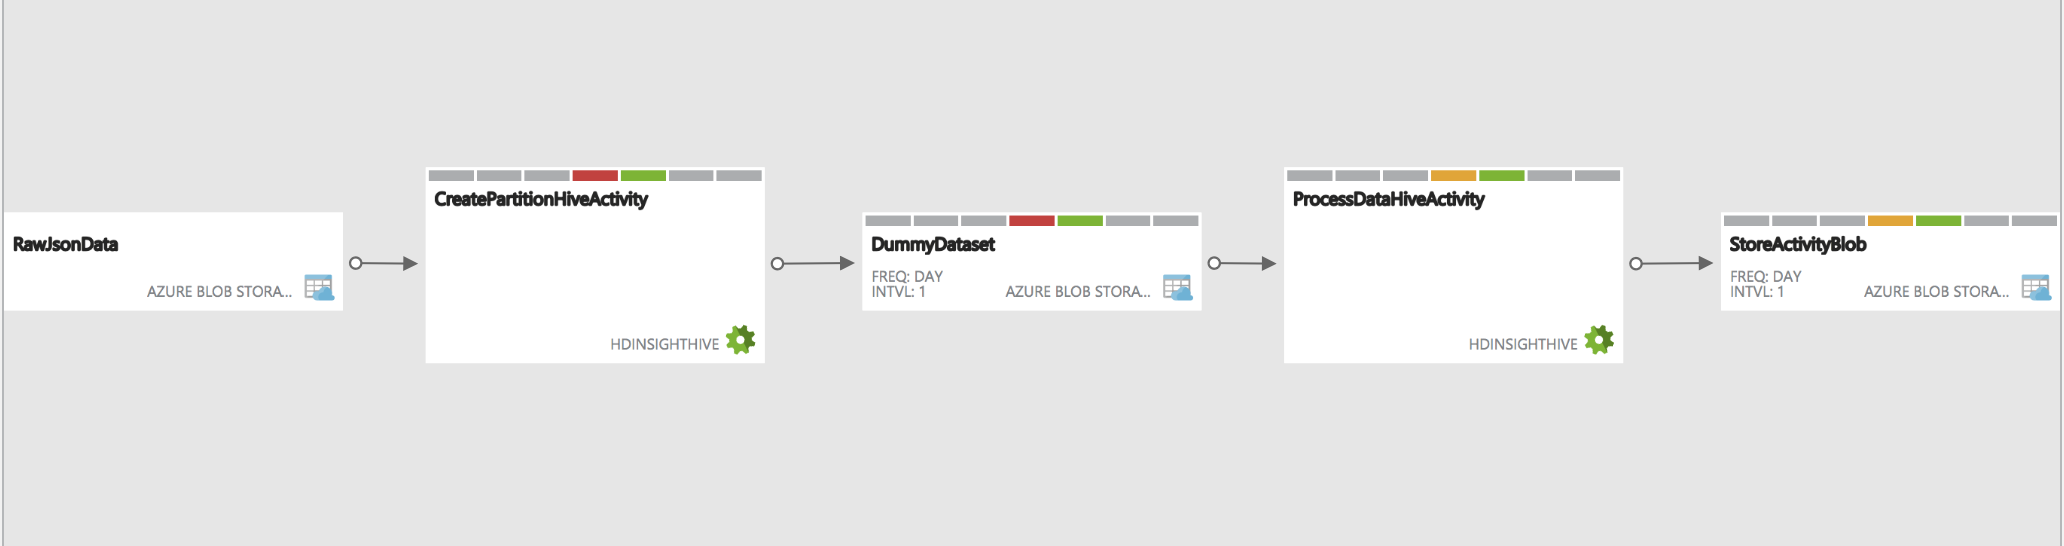 RawJsonData
AZURE BLOB STORA...
CreatePartitionHiveActivity
HDINSIGHTHIVE
DummyDataset
FREQ: DAY
INTVL: 1
AZURE BLOB STORA...
ProcessDataHiveActivity
HDINSIGHTHIVE
StoreActivityBlob
FREQ: DAY
INTVL: 1
AZURE BLOB STORA...